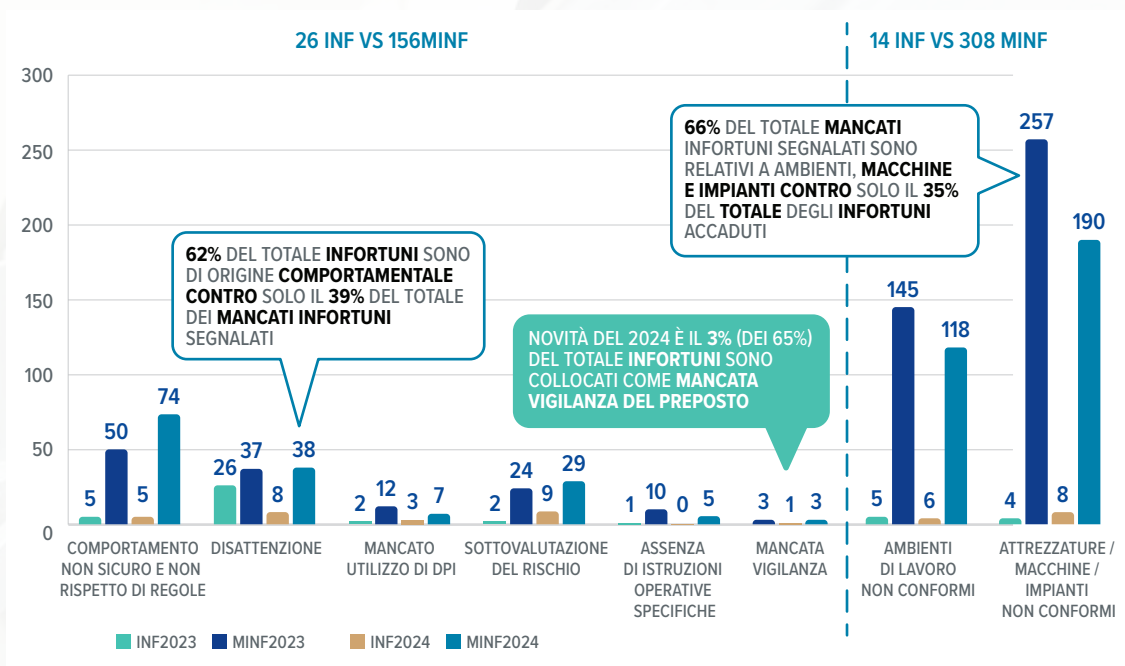 26 INF VS 156MINF
14 INF VS 308 MINF
300
250
200
150
100
50
0
66% DEL TOTALE MANCATI
INFORTUNI SEGNALATI SONO
RELATIVI A AMBIENTI, MACCHINE
E IMPIANTI CONTRO SOLO IL 35%
DEL TOTALE DEGLI INFORTUNI
ACCADUTI
62% DEL TOTALE INFORTUNI SONO
DI ORIGINE COMPORTAMENTALE
CONTRO SOLO IL 39% DEL TOTALE
DEI MANCATI INFORTUNI
SEGNALATI
NOVITÀ DEL 2024 È IL 3% (DEI 65%)
DEL TOTALE INFORTUNI SONO
COLLOCATI COME MANCATA
VIGILANZA DEL PREPOSTO
5 50 5 74
26 37 8 38
2 12 3 7
2 24 9 29
1 10 0 5
3 1 3
5 145 6 118
4 257 8 190
COMPORTAMENTO
NON SICURO E NON
RISPETTO DI REGOLE
DISATTENZIONE
MANCATO
UTILIZZO DI DPI
SOTTOVALUTAZIONE
DEL RISCHIO
ASSENZA
DI ISTRUZIONI
OPERATIVE
SPECIFICHE
MANCATA
VIGILANZA
AMBIENTI
DI LAVORO
NON CONFORMI
ATTREZZATURE /
MACCHINE /
IMPIANTI
NON CONFORMI
INF2023 MINF2023 INF2024 MINF2024